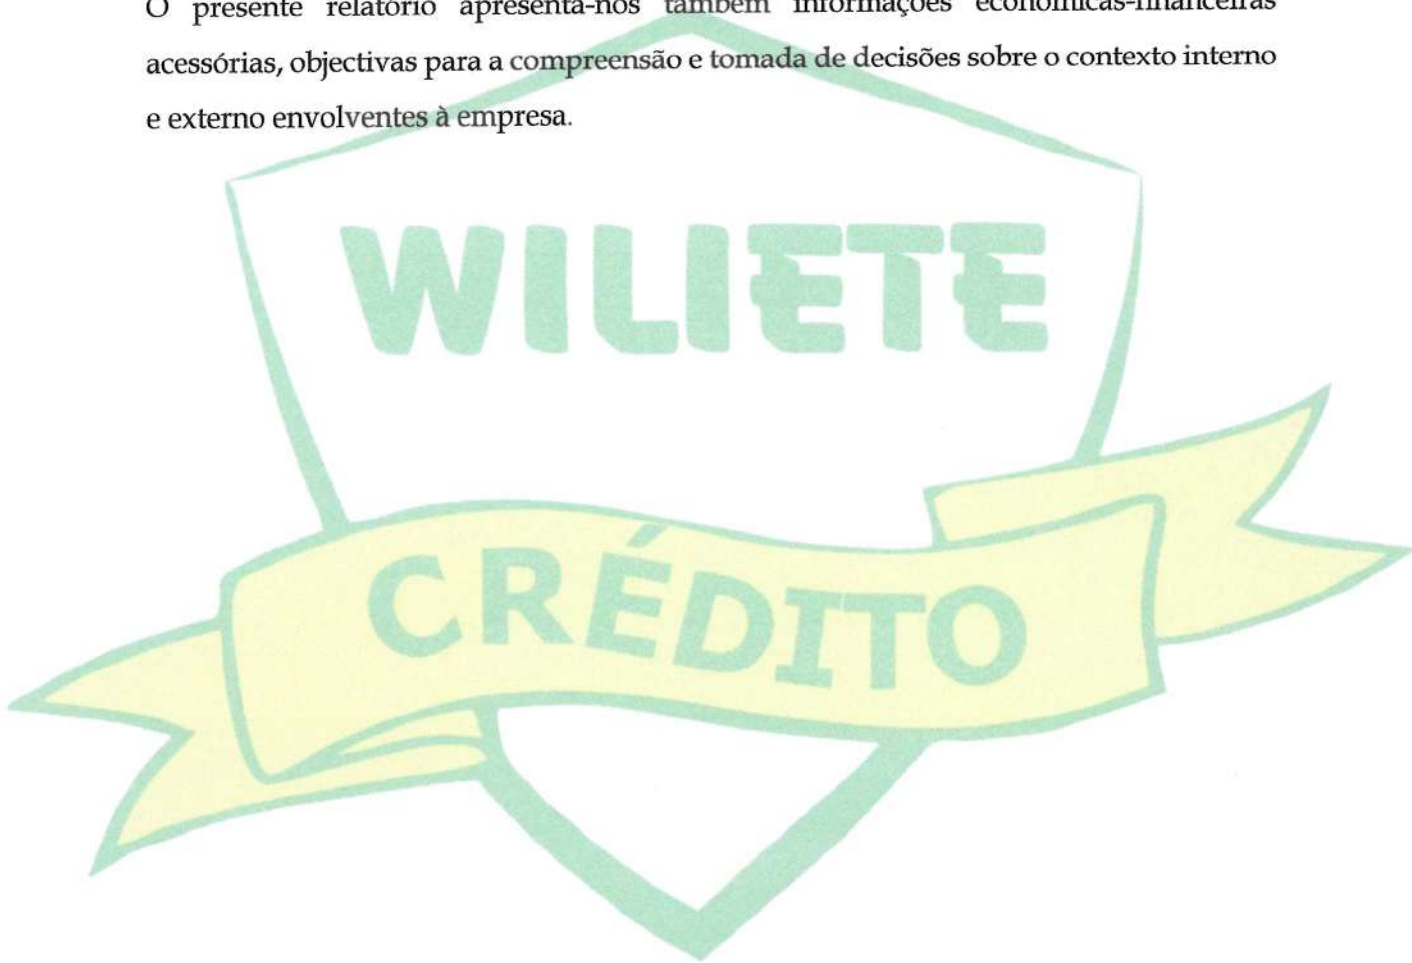 O presente relatório apresenta-nos também informações económicas-financeiras
acessórias, objectivas para a compreensão e tomada de decisões sobre o contexto interno
e externo envolventes à empresa.
WILIETE
CRÉDITO